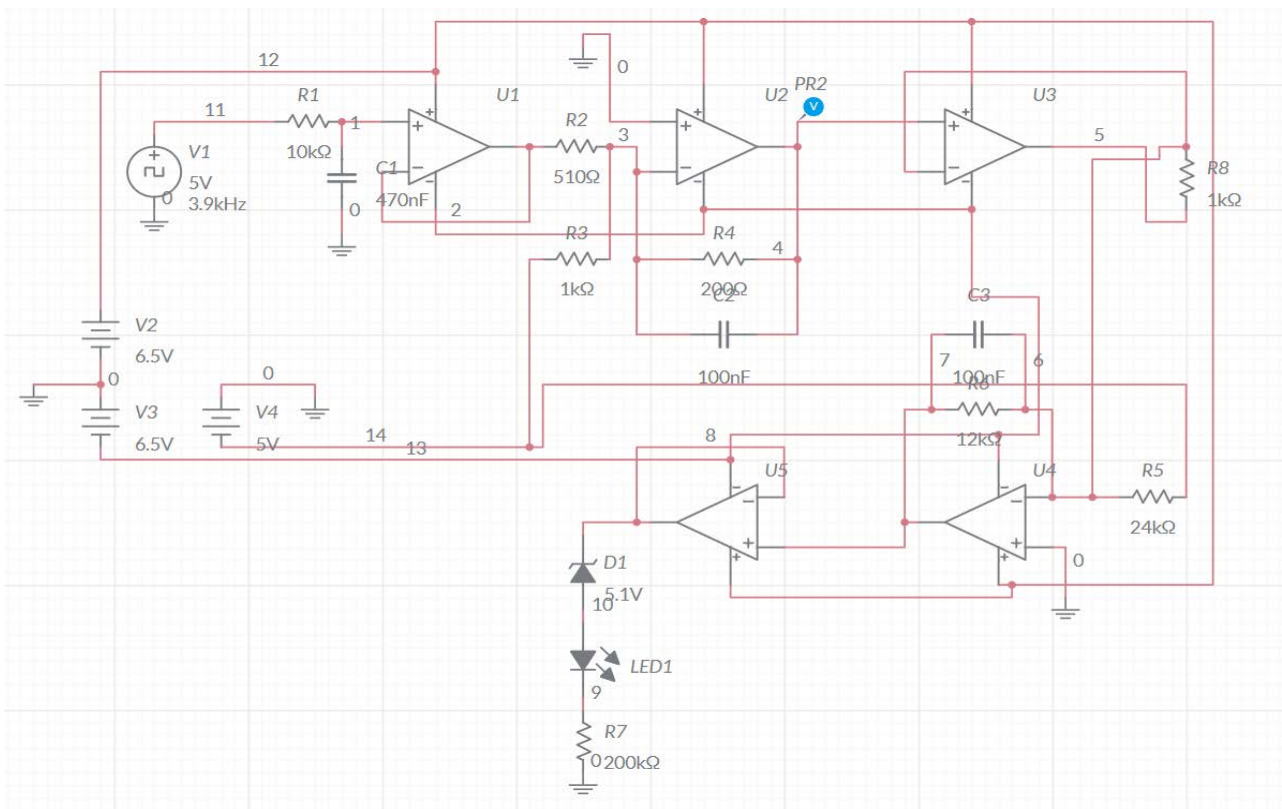 12
0
PR2
R1
U1
U2
U3
11
1
R2
3
5
V1
10kΩ
C1
510Ω
R8
5V
3.9kHz
0
0
470nF
2
1kΩ
R3
R4
4
1kΩ
200Ω
C2
C3
V2
6.5V
7
6
0
0
100nF
100nF
R6
V3
V4
6.5V
5V
14
13
8
12kΩ
9
U5
U4
R5
24kΩ
D1
5.1V
10
0
LED1
9
R7
0
200kΩ